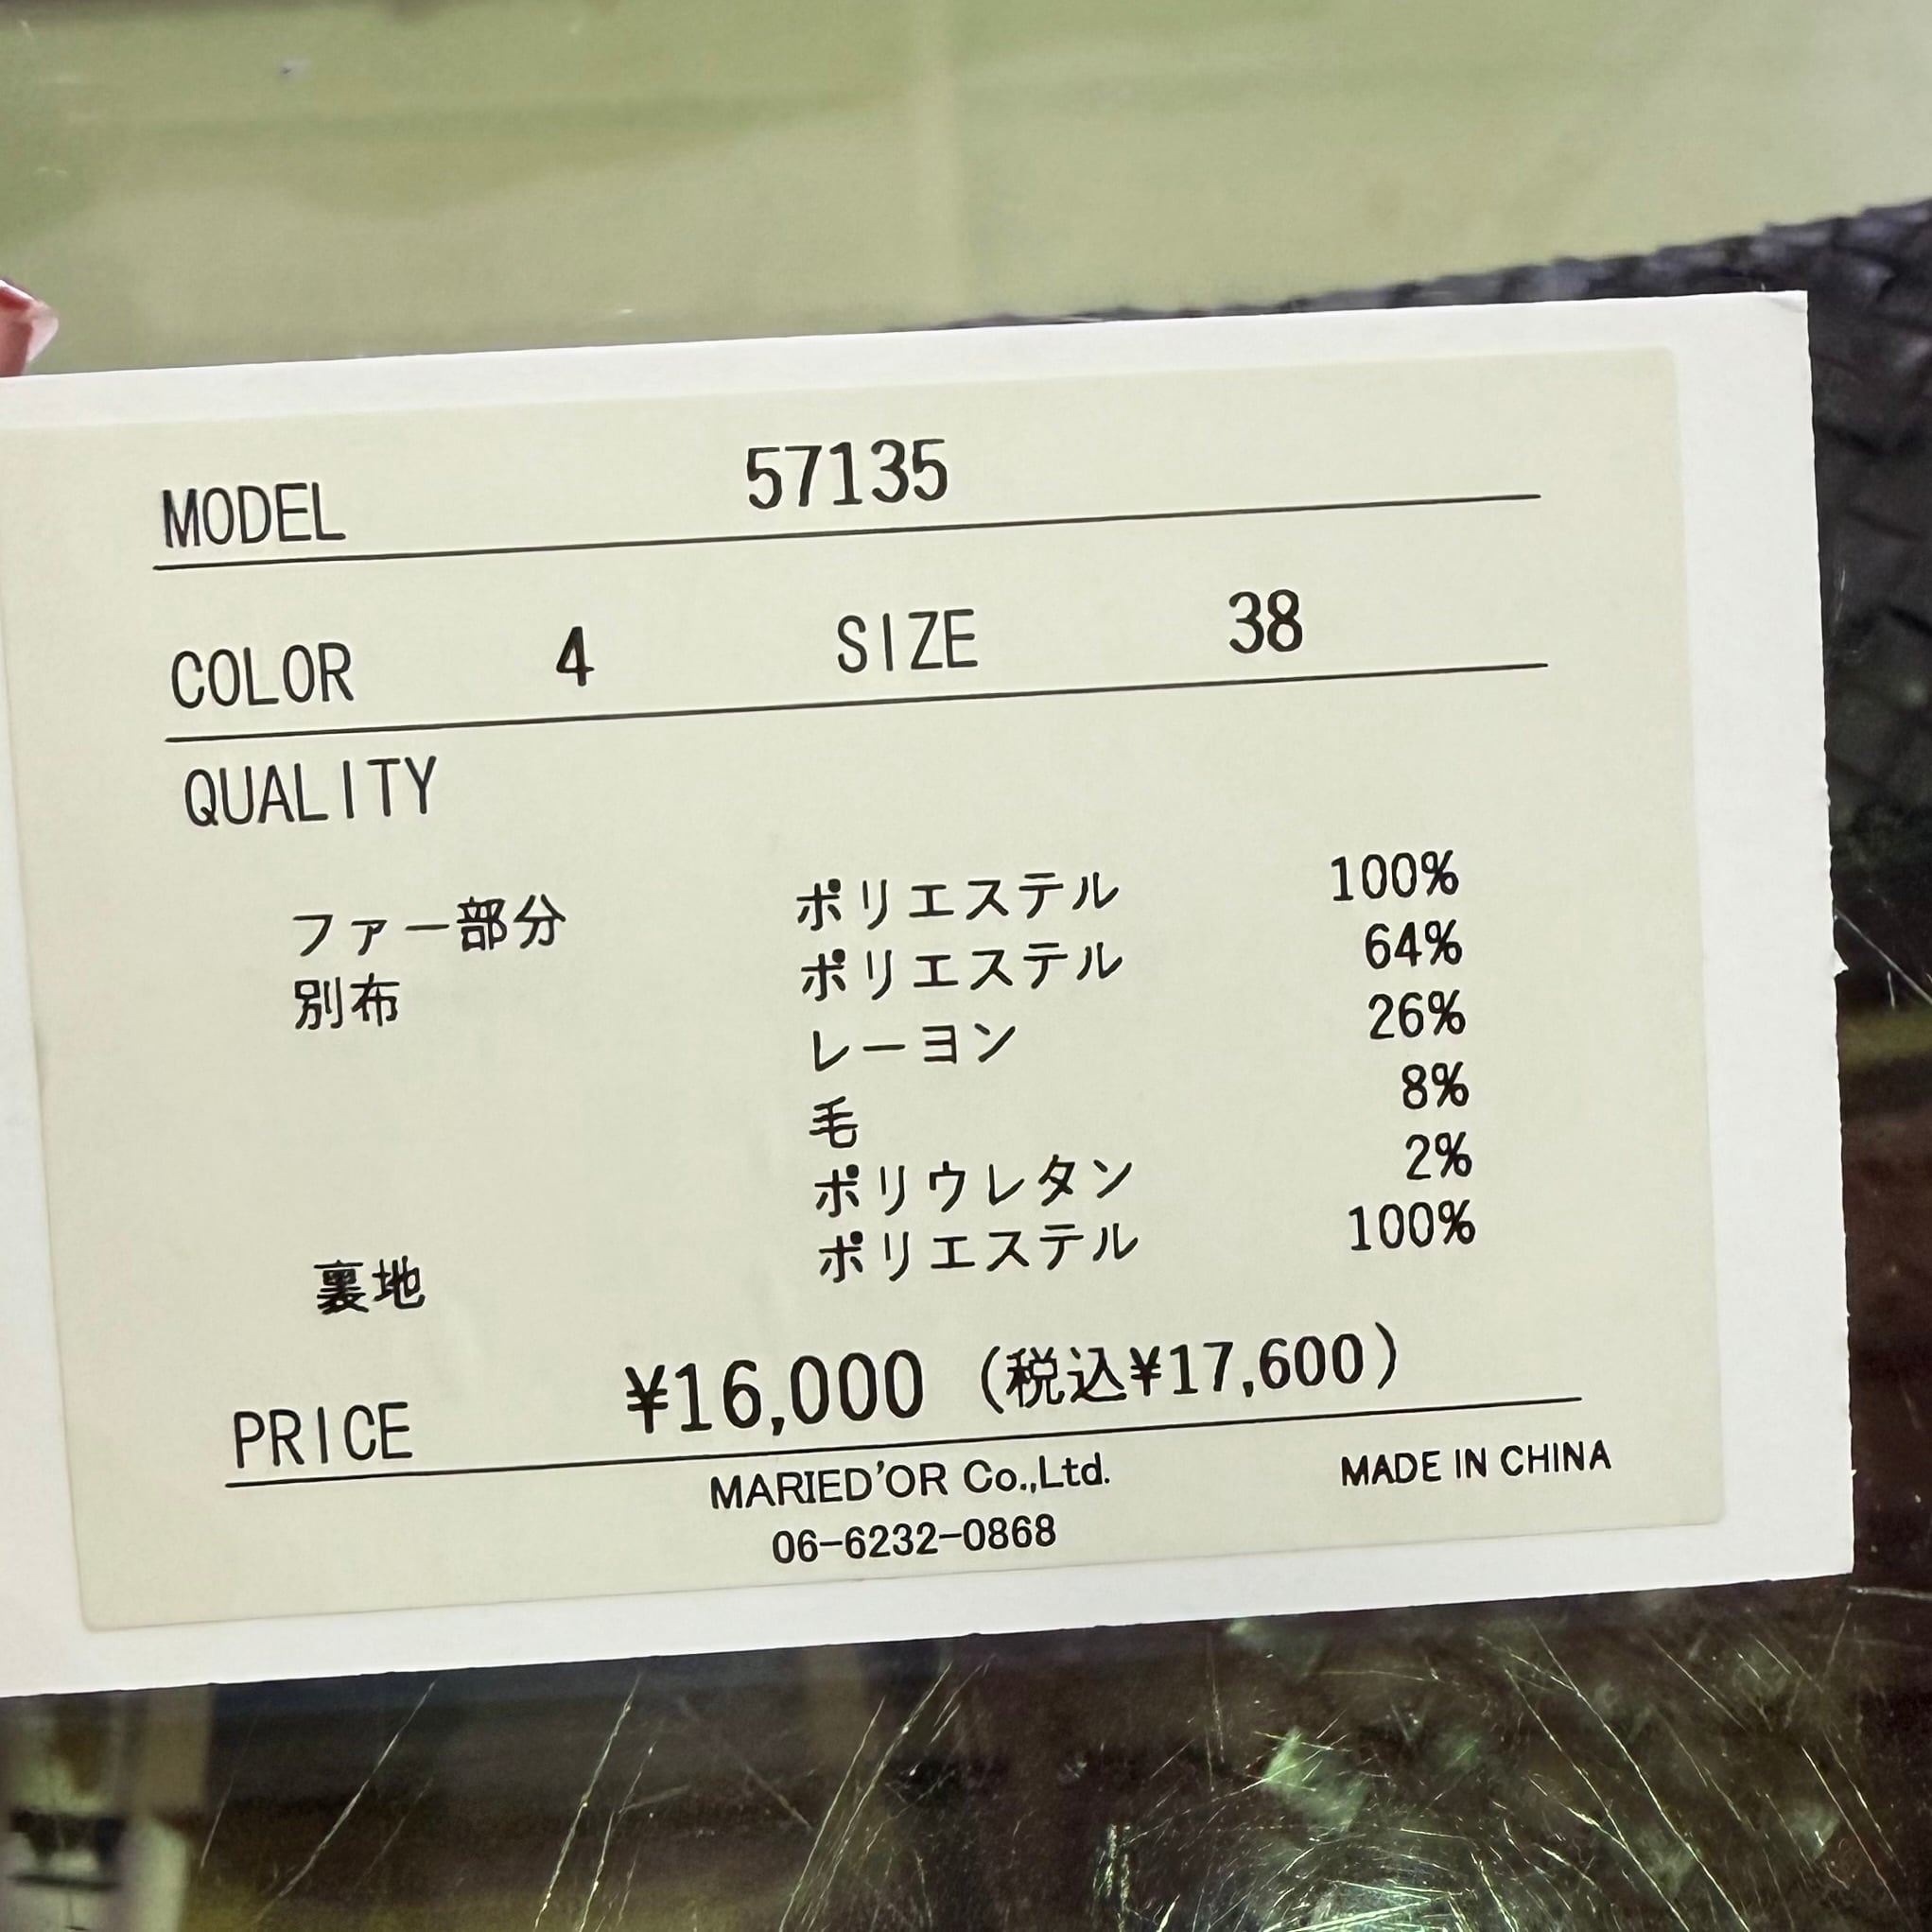 MODEL 57135
COLOR 4 SIZE 38
QUALITY
ファー部分 ポリエステル 100%
別布 ポリエステル 64%
レーヨン 26%
毛 8%
ポリウレタン 2%
裏地 ポリエステル 100%
PRICE ¥16,000 (税込¥17,600)
MARIED'OR Co.,Ltd. MADE IN CHINA
06-6232-0868